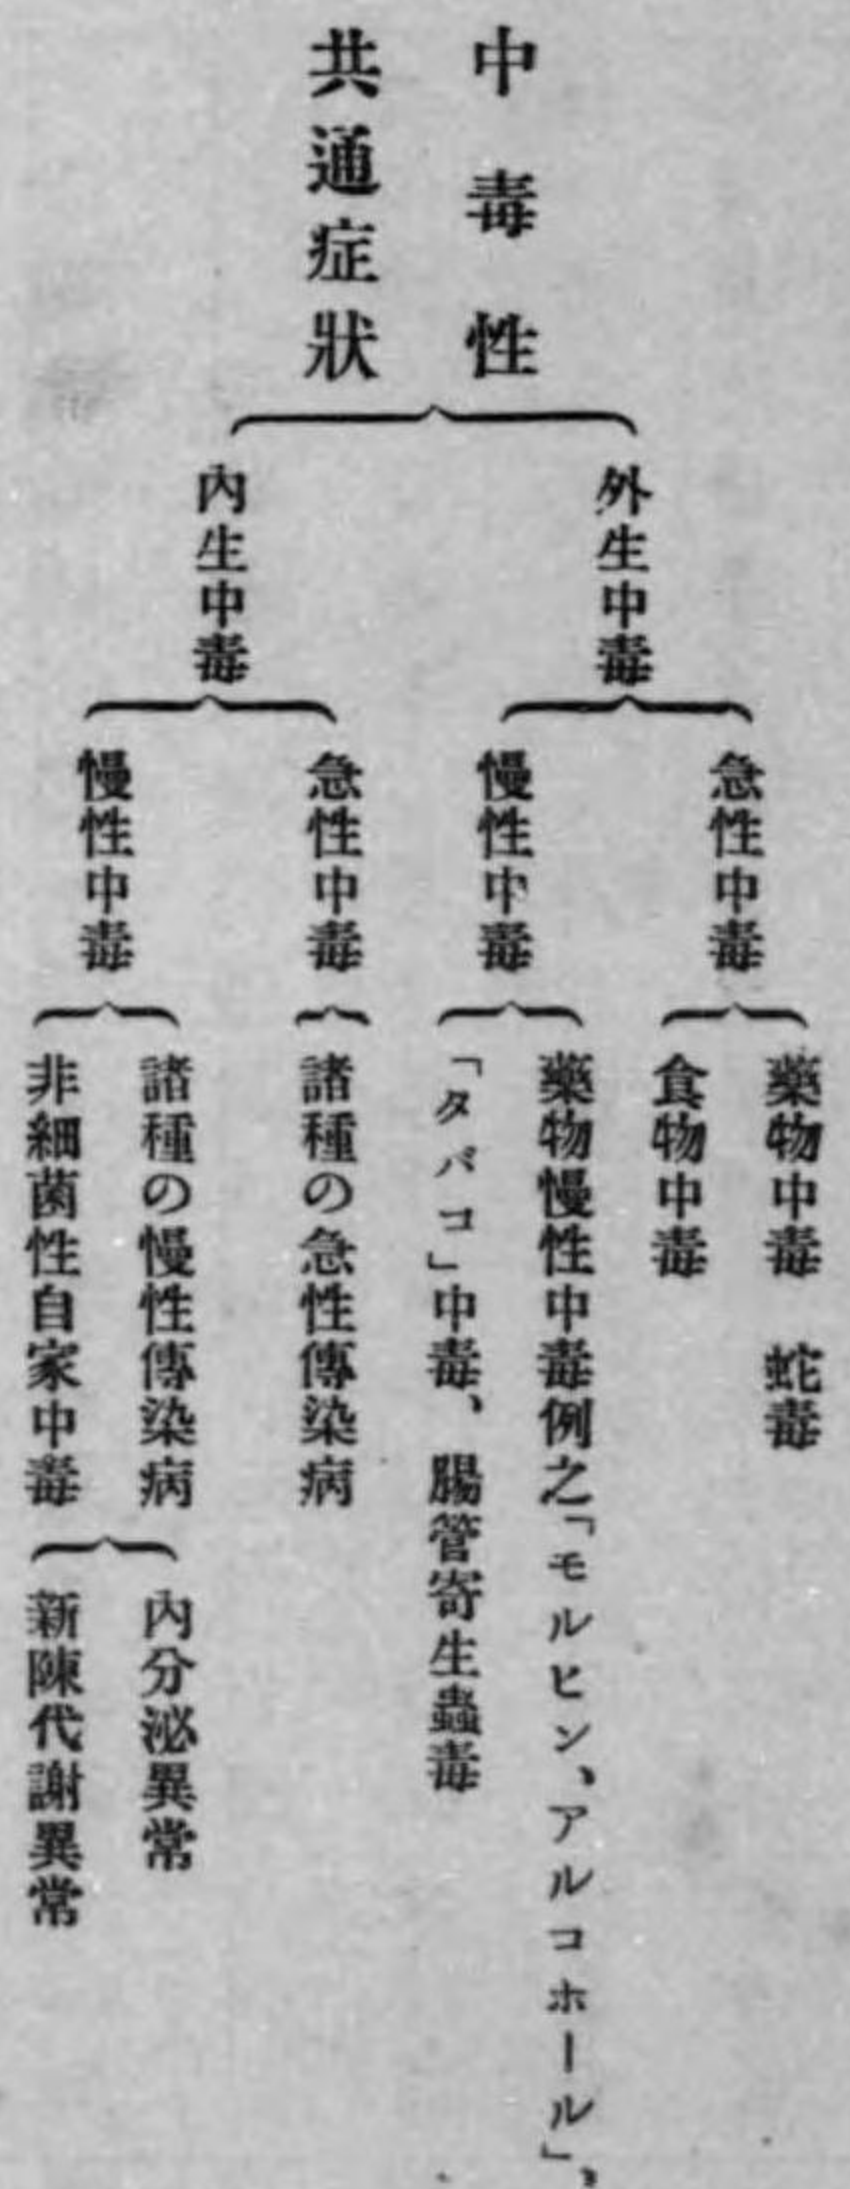 中毒性
共通症狀
外生中毒
急性中毒
藥物中毒　蛇毒
食物中毒
慢性中毒
藥物慢性中毒例之「モルヒン、アルコホール」、
「タバコ」中毒、腸管寄生蟲毒
內生中毒
急性中毒
諸種の急性傳染病
慢性中毒
諸種の慢性傳染病
非細菌性自家中毒
內分泌異常
新陳代謝異常